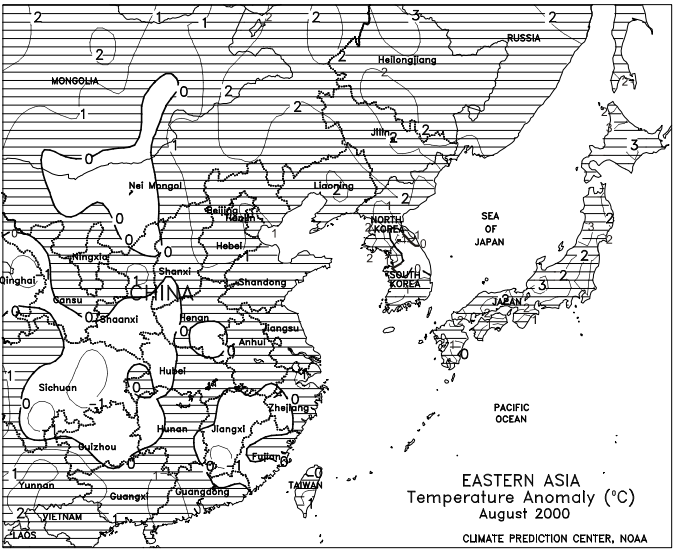 RUSSIA
Heilongjiang
MONGOLIA
Jilin
Nei Mongol
Liaoning
Beijing
NORTH
KOREA
SEA
OF
JAPAN
Hebei
Ningxia
Shanxi
Qinghai
SOUTH
KOREA
Shandong
CHINA
Gansu
JAPAN
Shaanxi
Henan
Jiangsu
Anhui
Hubei
Sichuan
Zhejiang
PACIFIC
OCEAN
Hunan
Jiangxi
Guizhou
Fujian
Yunnan
TAIWAN
Guangxi
Guangdong
VIETNAM
LAOS
EASTERN ASIA
Temperature Anomaly (°C)
August 2000
CLIMATE PREDICTION CENTER, NOAA